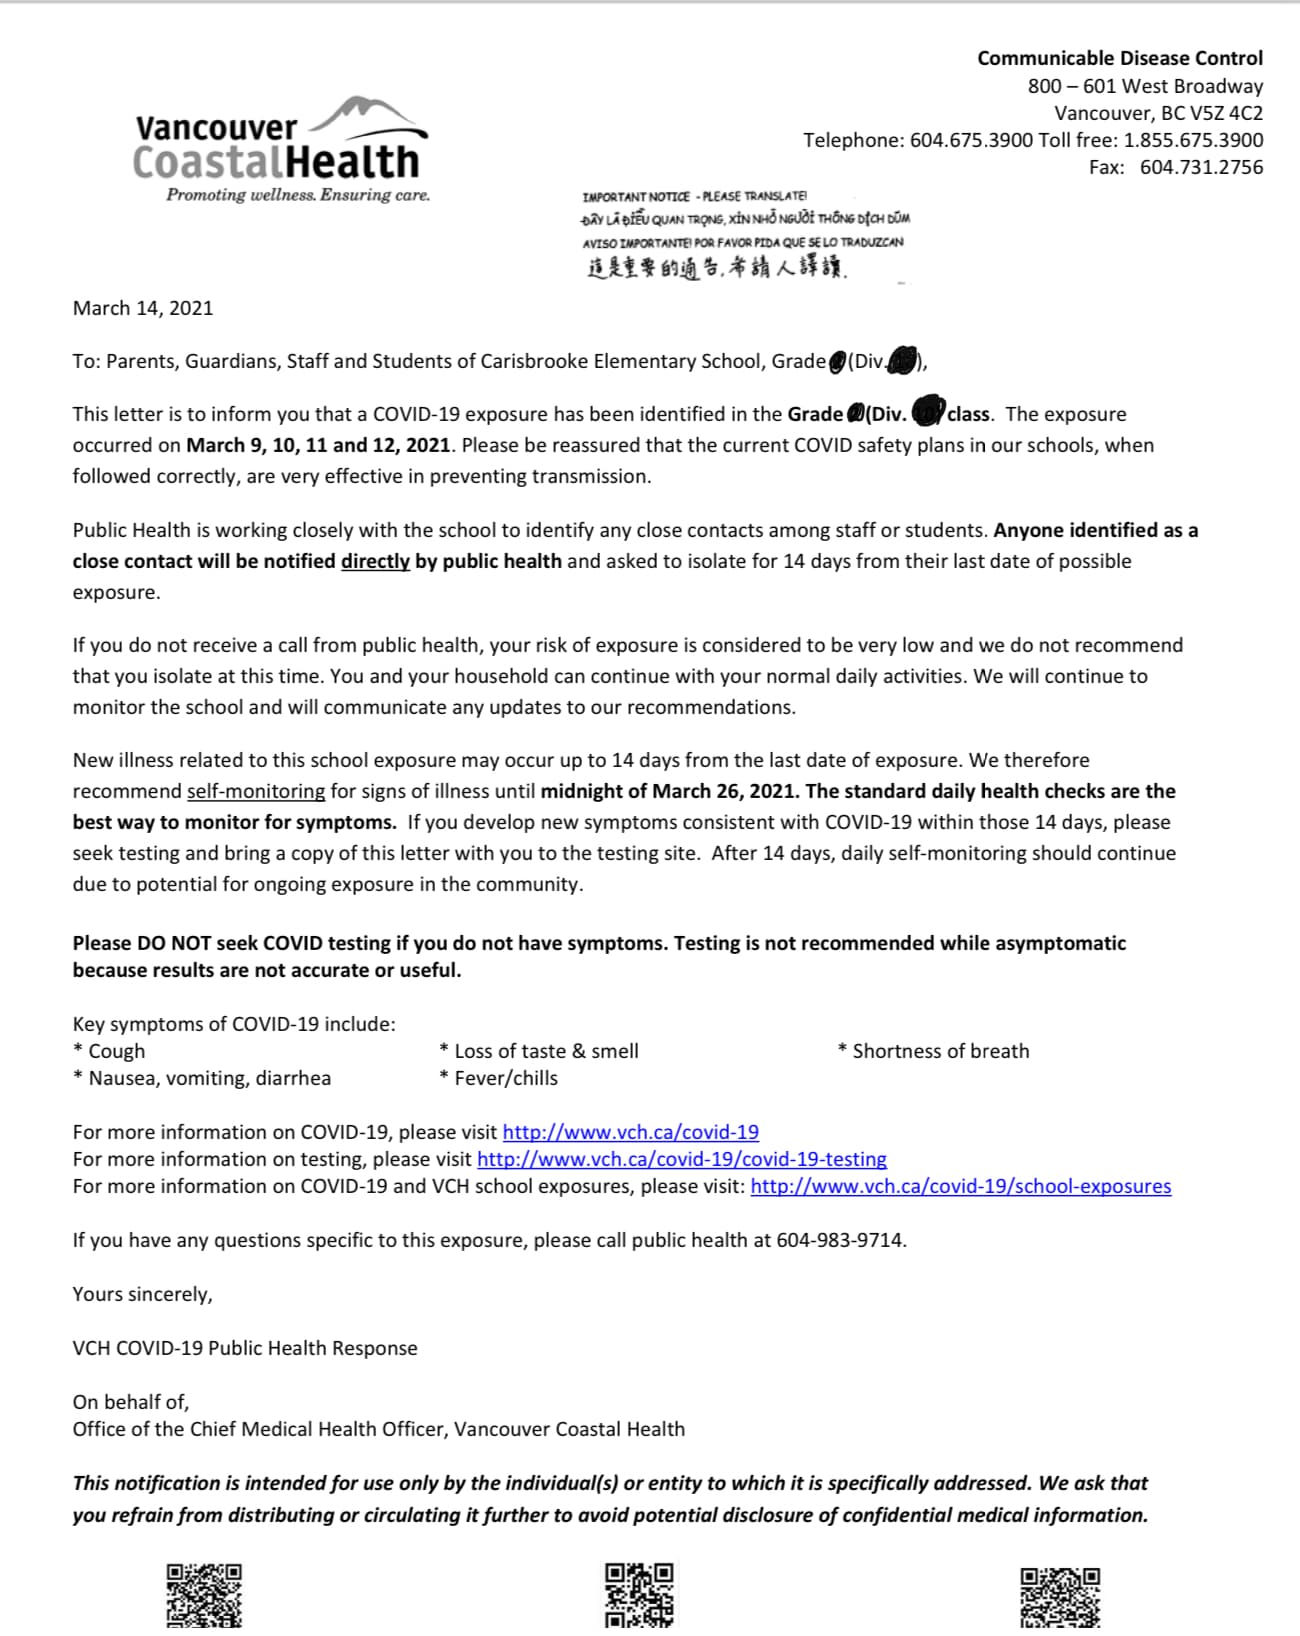 Communicable Disease Control
800 – 601 West Broadway
Vancouver, BC V5Z 4C2
Telephone: 604.675.3900 Toll free: 1.855.675.3900
Fax: 604.731.2756
Vancouver
CoastalHealth
Promoting wellness. Ensuring care.
IMPORTANT NOTICE - PLEASE TRANSLATE!
ĐÂY LÀ ĐIỀU QUAN TRỌNG, XIN NHỜ NGƯỜI THÔNG DỊCH DÙM
AVISO IMPORTANTE! POR FAVOR PIDA QUE SE LO TRADUZCAN
這是重要的通告,希請人譯讀.
March 14, 2021
To: Parents, Guardians, Staff and Students of Carisbrooke Elementary School, Grade (Div. ),
This letter is to inform you that a COVID-19 exposure has been identified in the Grade (Div. ) class. The exposure
occurred on March 9, 10, 11 and 12, 2021. Please be reassured that the current COVID safety plans in our schools, when
followed correctly, are very effective in preventing transmission.
Public Health is working closely with the school to identify any close contacts among staff or students. Anyone identified as a
close contact will be notified directly by public health and asked to isolate for 14 days from their last date of possible
exposure.
If you do not receive a call from public health, your risk of exposure is considered to be very low and we do not recommend
that you isolate at this time. You and your household can continue with your normal daily activities. We will continue to
monitor the school and will communicate any updates to our recommendations.
New illness related to this school exposure may occur up to 14 days from the last date of exposure. We therefore
recommend self-monitoring for signs of illness until midnight of March 26, 2021. The standard daily health checks are the
best way to monitor for symptoms. If you develop new symptoms consistent with COVID-19 within those 14 days, please
seek testing and bring a copy of this letter with you to the testing site. After 14 days, daily self-monitoring should continue
due to potential for ongoing exposure in the community.
Please DO NOT seek COVID testing if you do not have symptoms. Testing is not recommended while asymptomatic
because results are not accurate or useful.
Key symptoms of COVID-19 include:
* Cough * Loss of taste & smell * Shortness of breath
* Nausea, vomiting, diarrhea * Fever/chills
For more information on COVID-19, please visit http://www.vch.ca/covid-19
For more information on testing, please visit http://www.vch.ca/covid-19/covid-19-testing
For more information on COVID-19 and VCH school exposures, please visit: http://www.vch.ca/covid-19/school-exposures
If you have any questions specific to this exposure, please call public health at 604-983-9714.
Yours sincerely,
VCH COVID-19 Public Health Response
On behalf of,
Office of the Chief Medical Health Officer, Vancouver Coastal Health
This notification is intended for use only by the individual(s) or entity to which it is specifically addressed. We ask that
you refrain from distributing or circulating it further to avoid potential disclosure of confidential medical information.